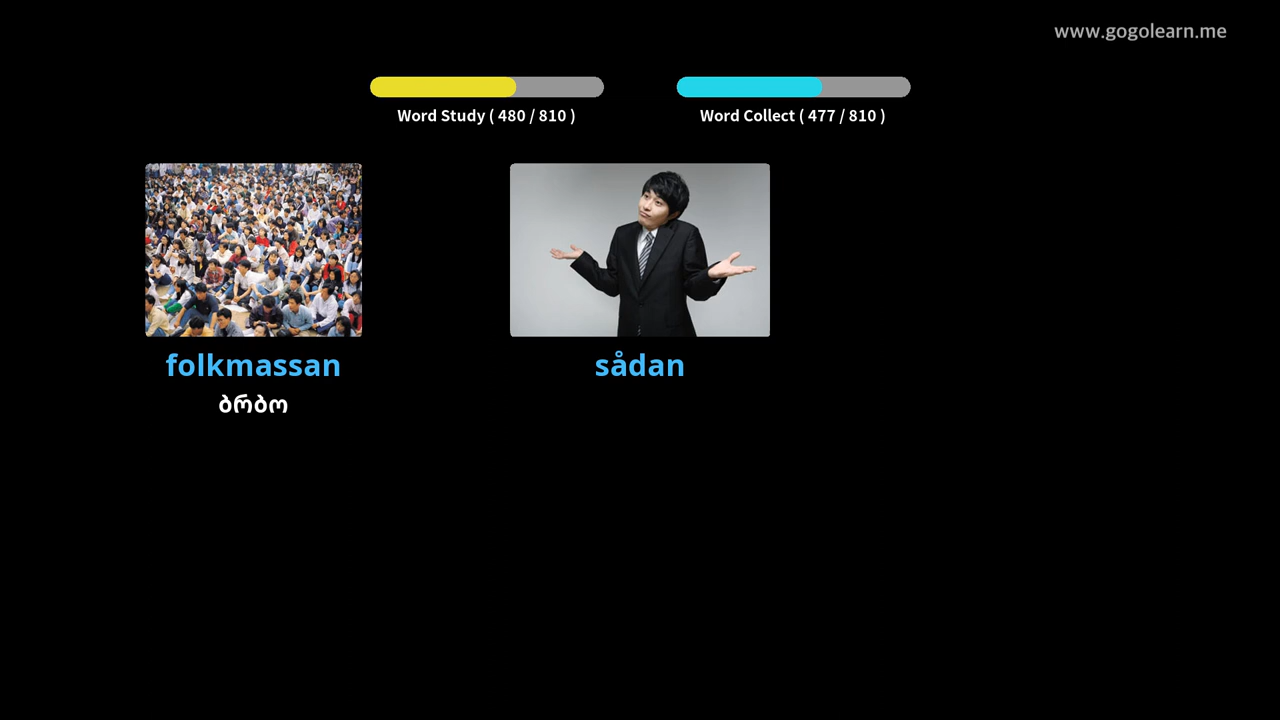 www.gogolearn.me
Word Study ( 480 / 810 )
Word Collect ( 477 / 810 )
folkmassan
ბრბო
sådan